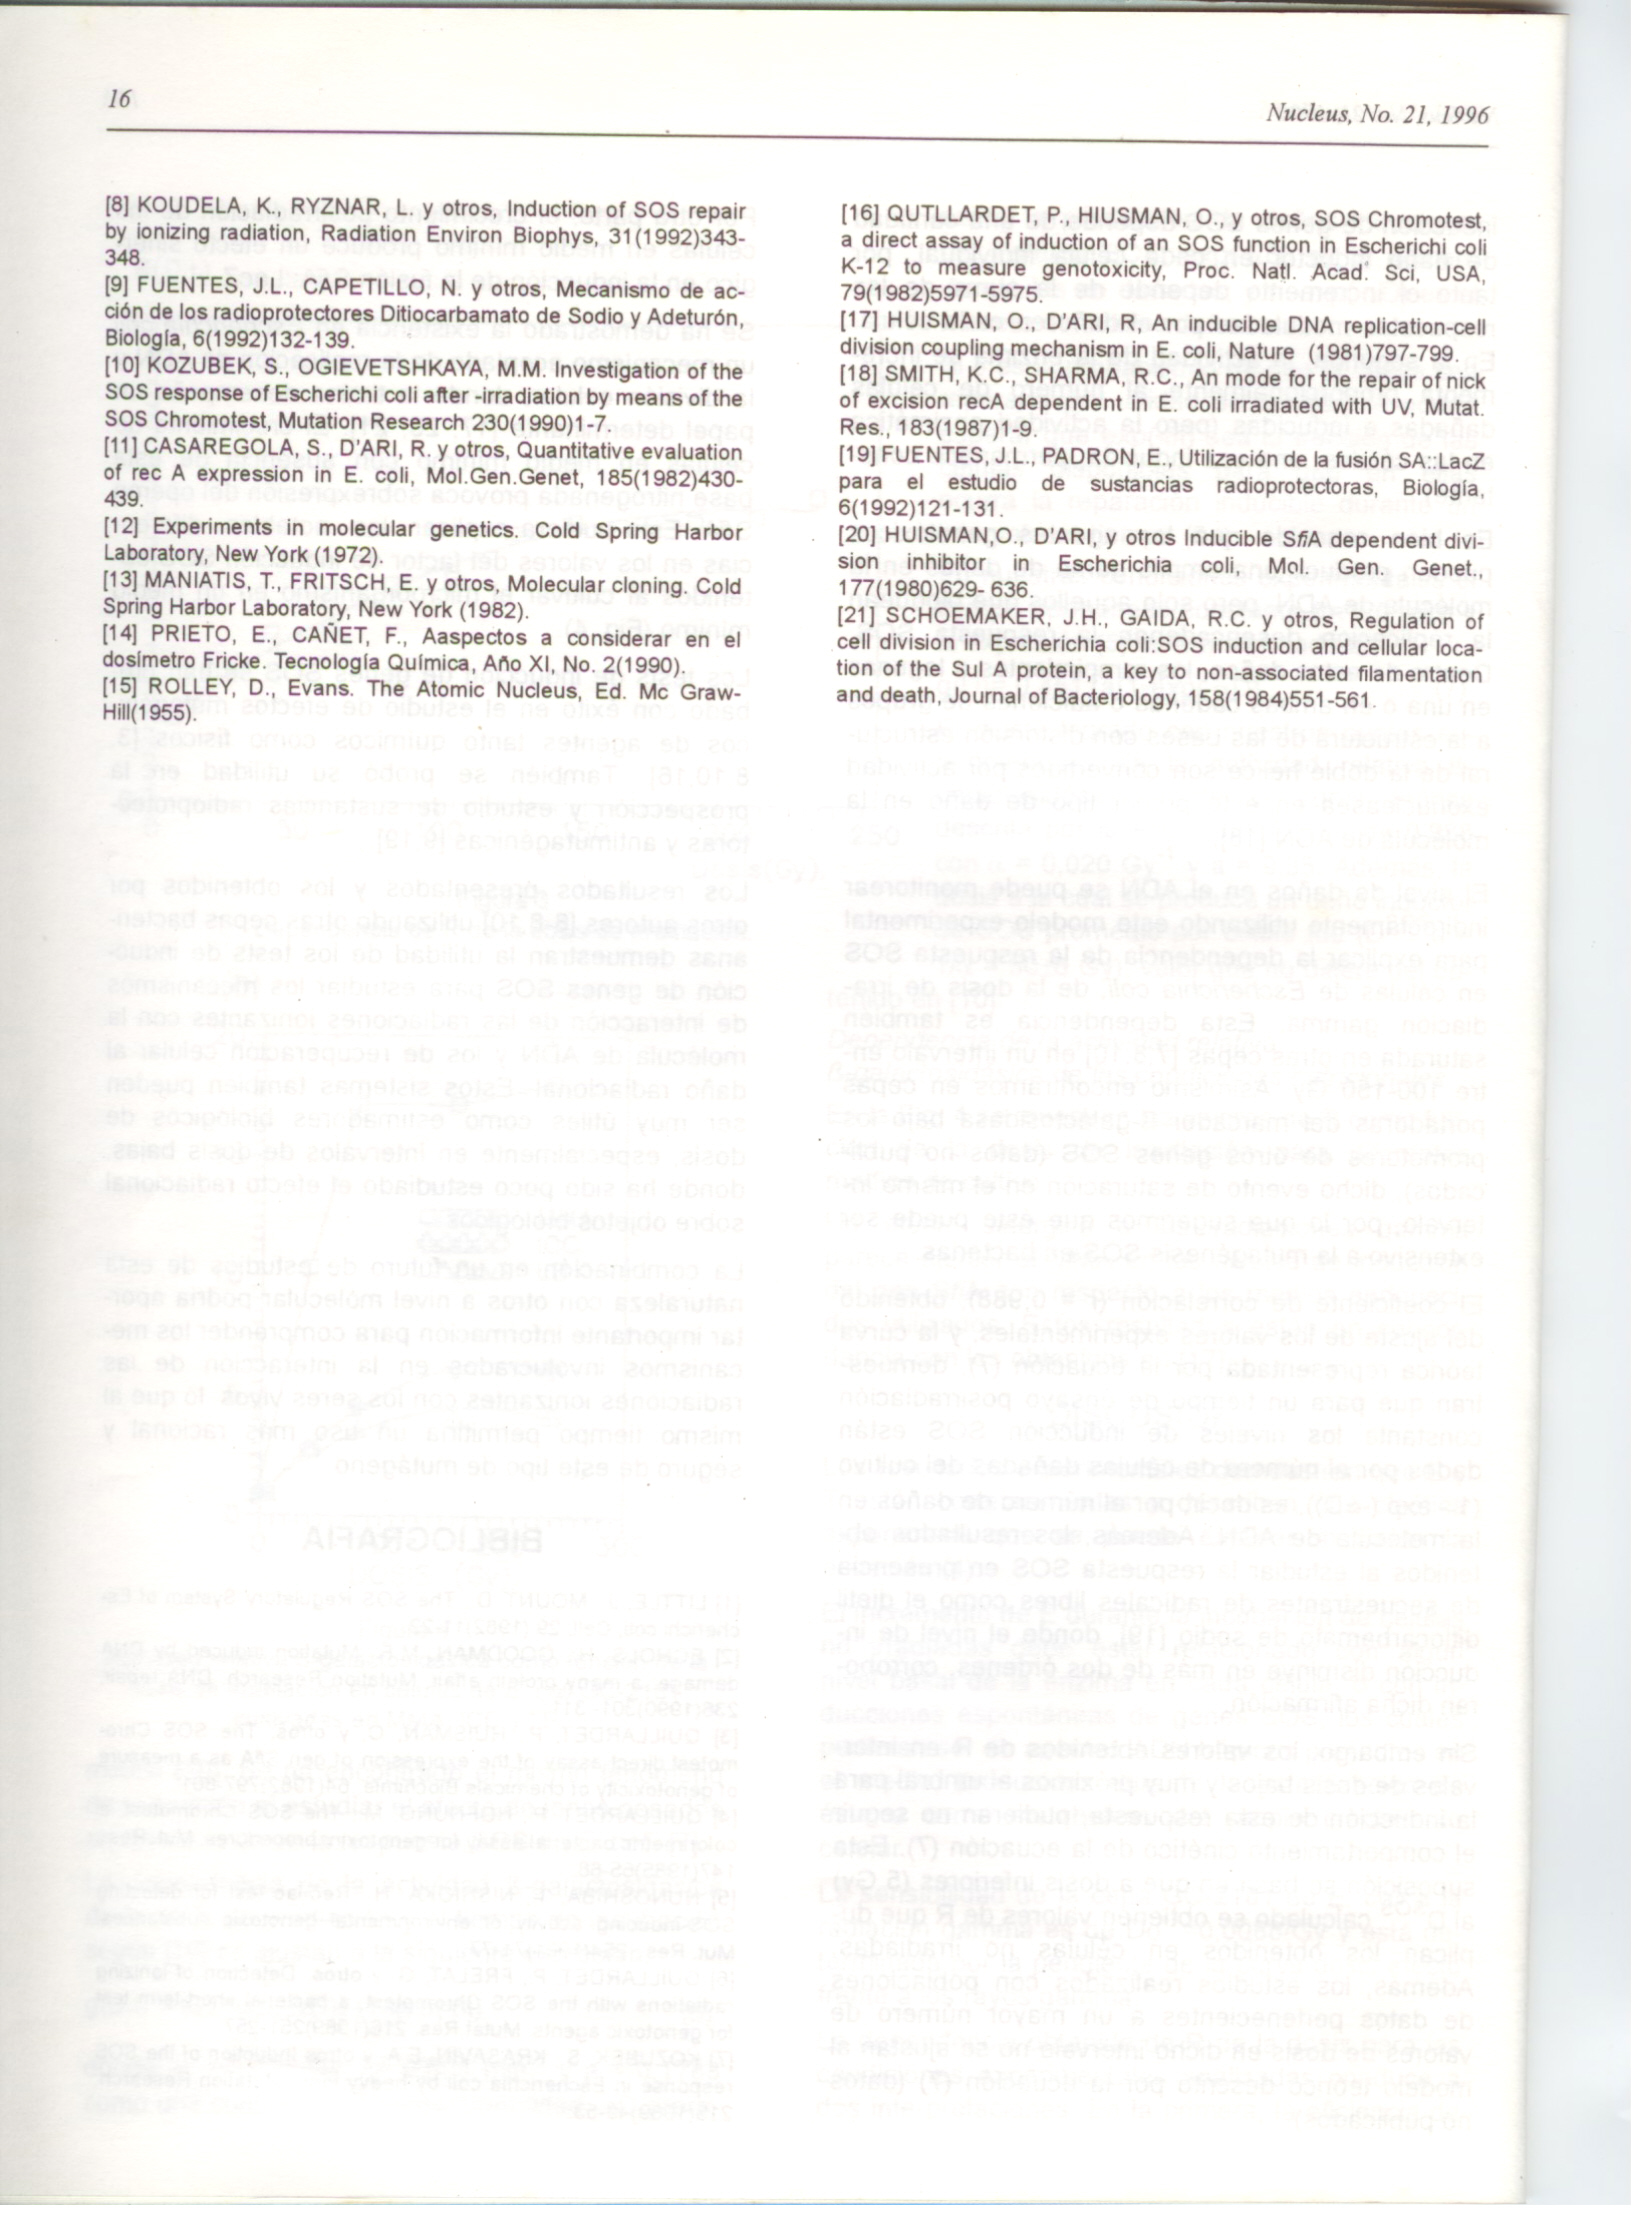 16
Nucleus, No. 21, 1996
[8] KOUDELA, K., RYZNAR, L. y otros, Induction of SOS repair
by ionizing radiation, Radiation Environ Biophys, 31(1992)343-
348.
[9] FUENTES, J.L., CAPETILLO, N. y otros, Mecanismo de ac-
ción de los radioprotectores Ditiocarbamato de Sodio y Adeturón,
Biología, 6(1992)132-139.
[10] KOZUBEK, S., OGIEVETSHKAYA, M.M. Investigation of the
SOS response of Escherichi coli after -irradiation by means of the
SOS Chromotest, Mutation Research 230(1990)1-7.
[11] CASAREGOLA, S., D'ARI, R. y otros, Quantitative evaluation
of rec A expression in E. coli, Mol.Gen.Genet, 185(1982)430-
439.
[12] Experiments in molecular genetics. Cold Spring Harbor
Laboratory, New York (1972).
[13] MANIATIS, T., FRITSCH, E. y otros, Molecular cloning. Cold
Spring Harbor Laboratory, New York (1982).
[14] PRIETO, E., CAÑET, F., Aaspectos a considerar en el
dosímetro Fricke. Tecnología Química, Año XI, No. 2(1990).
[15] ROLLEY, D., Evans. The Atomic Nucleus, Ed. Mc Graw-
Hill(1955).
[16] QUTLLARDET, P., HIUSMAN, O., y otros, SOS Chromotest,
a direct assay of induction of an SOS function in Escherichi coli
K-12 to measure genotoxicity, Proc. Natl. Acad. Sci, USA,
79(1982)5971-5975.
[17] HUISMAN, O., D'ARI, R, An inducible DNA replication-cell
division coupling mechanism in E. coli, Nature (1981)797-799.
[18] SMITH, K.C., SHARMA, R.C., An mode for the repair of nick
of excision recA dependent in E. coli irradiated with UV, Mutat.
Res., 183(1987)1-9.
[19] FUENTES, J.L., PADRON, E., Utilización de la fusión SA::LacZ
para el estudio de sustancias radioprotectoras, Biología,
6(1992)121-131.
[20] HUISMAN,O., D'ARI, y otros Inducible SfiA dependent divi-
sion inhibitor in Escherichia coli, Mol. Gen. Genet.,
177(1980)629- 636.
[21] SCHOEMAKER, J.H., GAIDA, R.C. y otros, Regulation of
cell division in Escherichia coli:SOS induction and cellular loca-
tion of the Sul A protein, a key to non-associated filamentation
and death, Journal of Bacteriology, 158(1984)551-561.